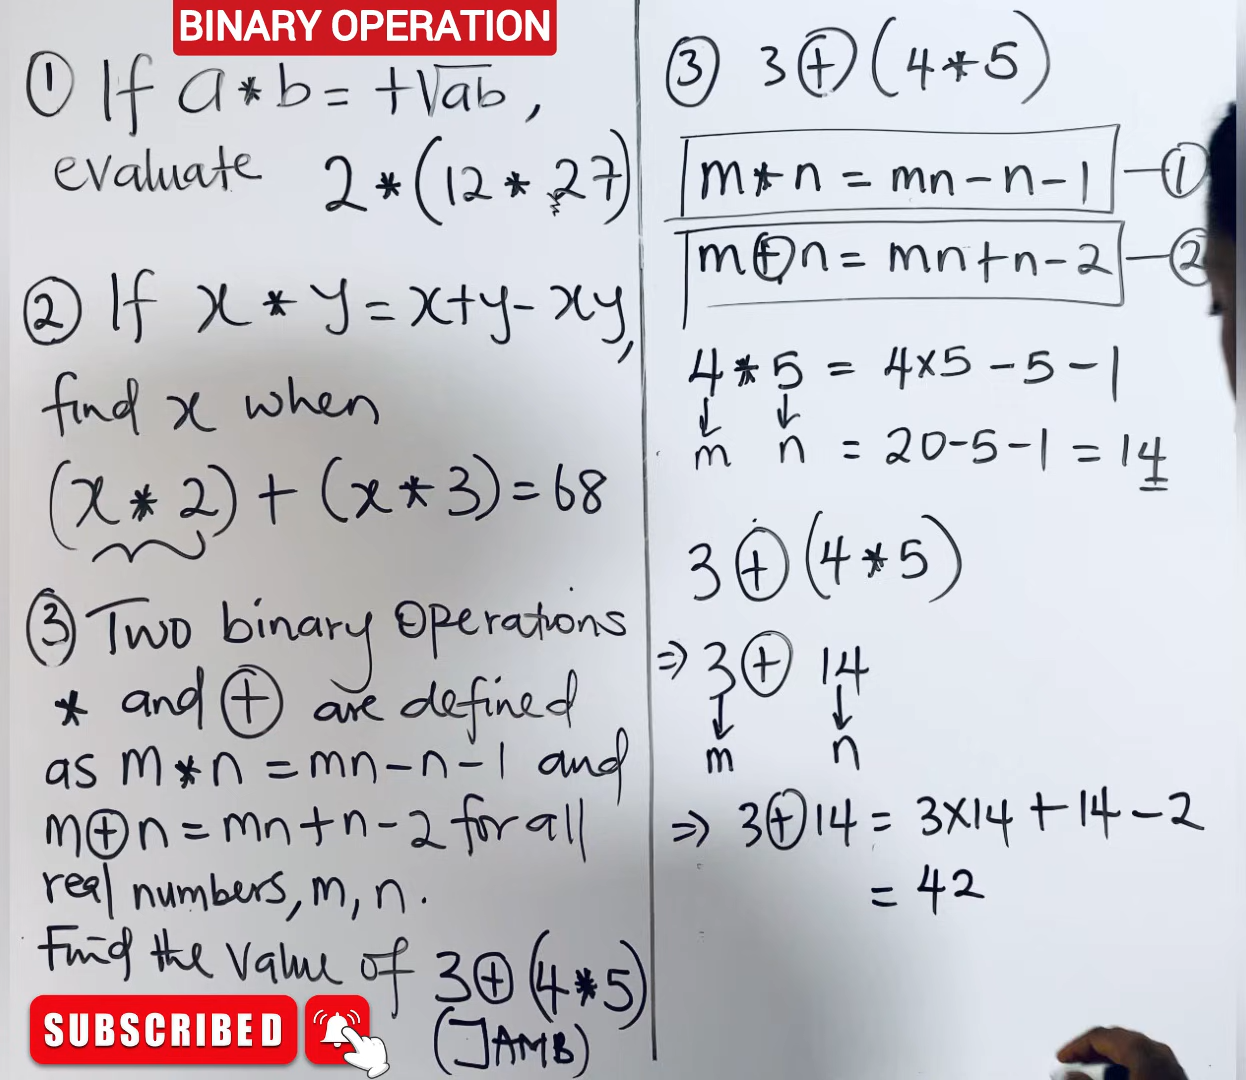 BINARY OPERATION
① If a * b = +√ab ,
evaluate 2 * (12 * 27)
② If x * y = x+y- xy,
find x when
(x * 2) + (x * 3) = 68
③ Two binary operations
* and ⊕ are defined
as m * n = mn - n - 1 and
m ⊕ n = mn + n - 2 for all
real numbers, m, n.
Find the value of 3 ⊕ (4 * 5)
(JAMB)
SUBSCRIBED
③ 3 ⊕ (4 * 5)
m * n = mn - n - 1 — ①
m ⊕ n = mn + n - 2 — ②
4 * 5 = 4×5 - 5 - 1
↓ ↓
m n = 20 - 5 - 1 = 14
3 ⊕ (4 * 5)
⇒ 3 ⊕ 14
↓ ↓
m n
⇒ 3 ⊕ 14 = 3×14 + 14 - 2
= 42